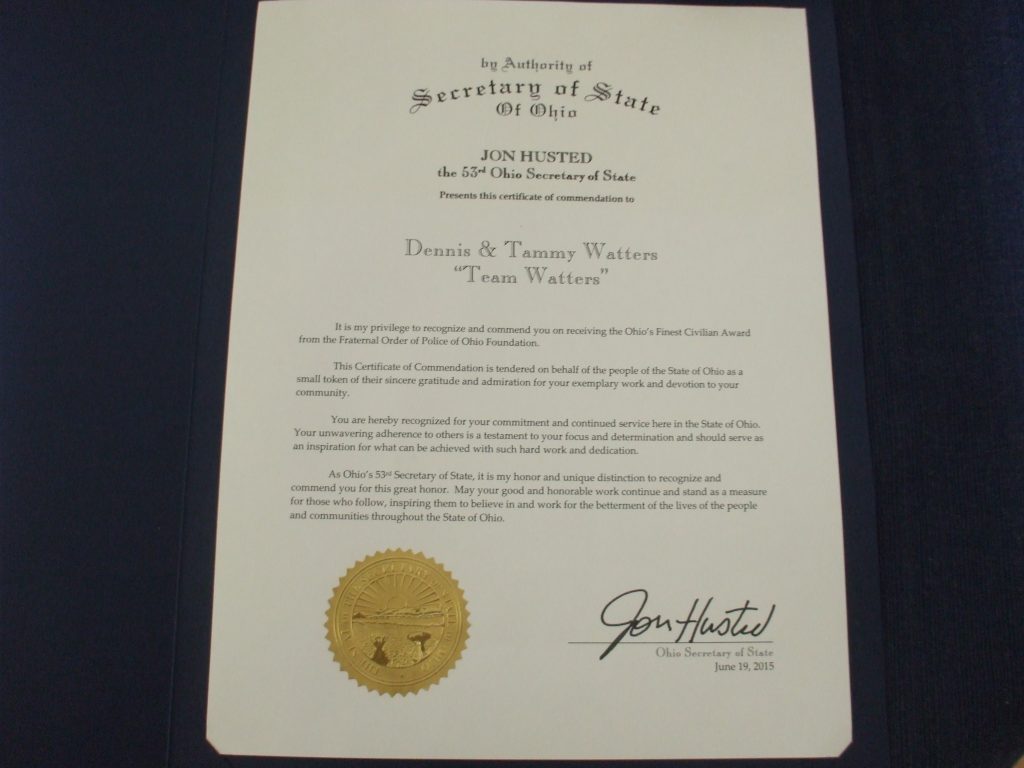 by Authority of
Secretary of State
Of Ohio
JON HUSTED
the 53rd Ohio Secretary of State
Presents this certificate of commendation to
Dennis & Tammy Watters
"Team Watters"
It is my privilege to recognize and commend you on receiving the Ohio's Finest Civilian Award
from the Fraternal Order of Police of Ohio Foundation.
This Certificate of Commendation is tendered on behalf of the people of the State of Ohio as a
small token of their sincere gratitude and admiration for your exemplary work and devotion to your
community.
You are hereby recognized for your commitment and continued service here in the State of Ohio.
Your unwavering adherence to others is a testament to your focus and determination and should serve as
an inspiration for what can be achieved with such hard work and dedication.
As Ohio's 53rd Secretary of State, it is my honor and unique distinction to recognize and
commend you for this great honor. May your good and honorable work continue and stand as a measure
for those who follow, inspiring them to believe in and work for the betterment of the lives of the people
and communities throughout the State of Ohio.
Jon Husted
Ohio Secretary of State
June 19, 2015